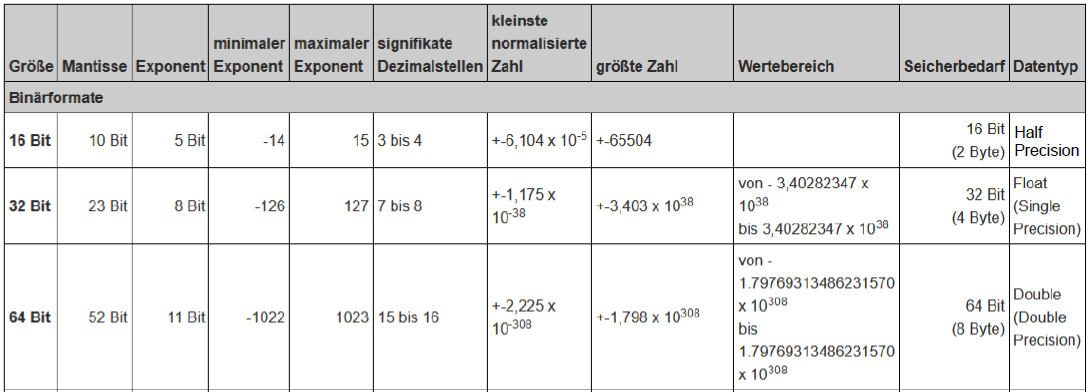 Größe Mantisse Exponent minimaler Exponent maximaler Exponent signifikate Dezimalstellen kleinste normalisierte Zahl größte Zahl Wertebereich Seicherbedarf Datentyp
Binärformate
16 Bit 10 Bit 5 Bit -14 15 3 bis 4 +-6,104 x 10^-5 +-65504 16 Bit (2 Byte) Half Precision
32 Bit 23 Bit 8 Bit -126 127 7 bis 8 +-1,175 x 10^-38 +-3,403 x 10^38 von - 3,40282347 x 10^38 bis 3,40282347 x 10^38 32 Bit (4 Byte) Float (Single Precision)
64 Bit 52 Bit 11 Bit -1022 1023 15 bis 16 +-2,225 x 10^-308 +-1,798 x 10^308 von - 1.79769313486231570 x 10^308 bis 1.79769313486231570 x 10^308 64 Bit (8 Byte) Double (Double Precision)